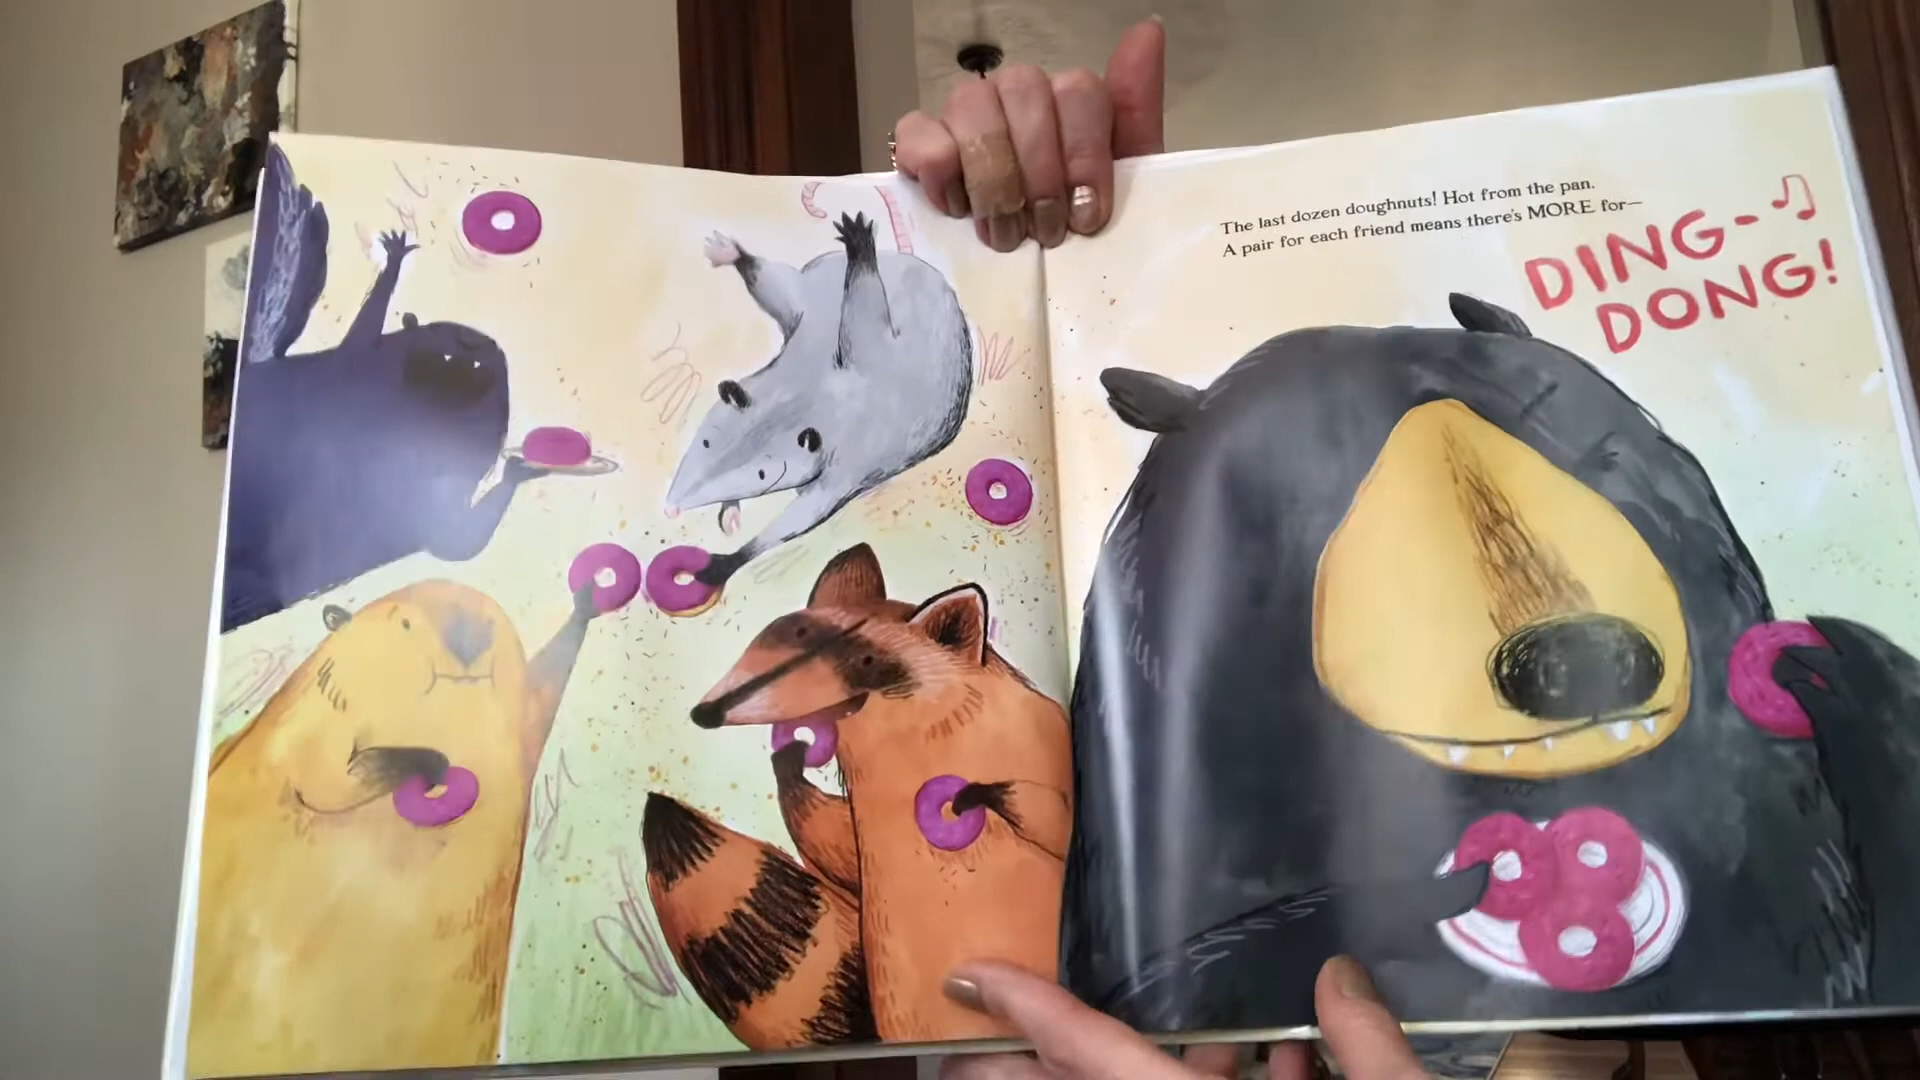 The last dozen doughnuts! Hot from the pan.
A pair for each friend means there's MORE for—
DING-
DONG!